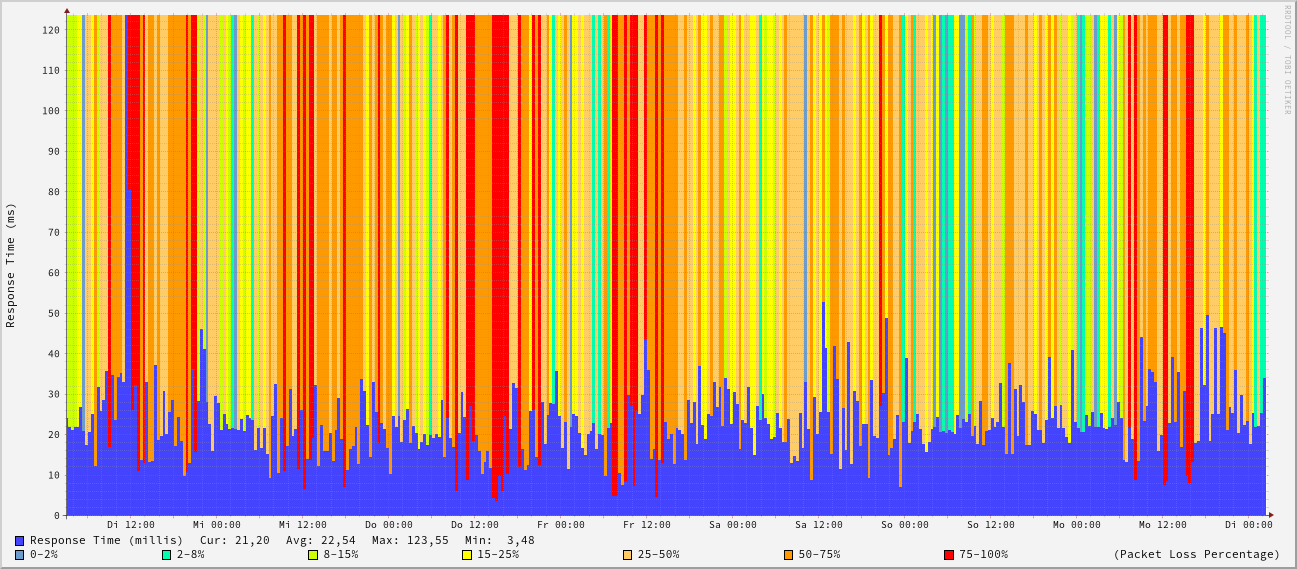 RRDTOOL / TOBI OETIKER
Response Time (ms)
120
110
100
90
80
70
60
50
40
30
20
10
0
Di 12:00 Mi 00:00 Mi 12:00 Do 00:00 Do 12:00 Fr 00:00 Fr 12:00 Sa 00:00 Sa 12:00 So 00:00 So 12:00 Mo 00:00 Mo 12:00 Di 00:00
Response Time (millis) Cur: 21,20 Avg: 22,54 Max: 123,55 Min: 3,48
0-2% 2-8% 8-15% 15-25% 25-50% 50-75% 75-100% (Packet Loss Percentage)